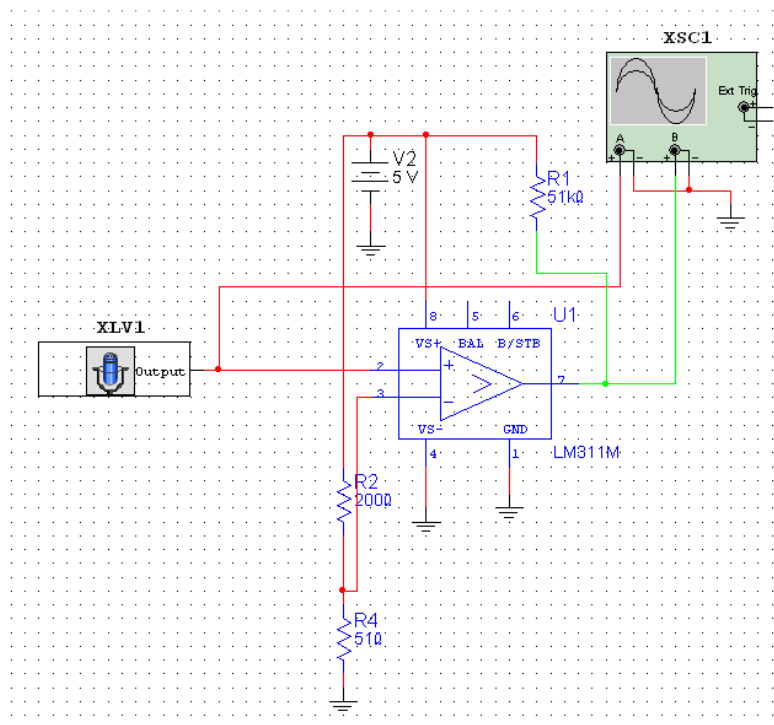 XSC1
Ext Trig
+
−
A
B
+
−
+
−
V2
5 V
R1
51kΩ
XLV1
Output
U1
8
5
6
VS+
BAL
B/STB
2
+
7
3
−
VS-
GND
4
1
LM311M
R2
200Ω
R4
51Ω